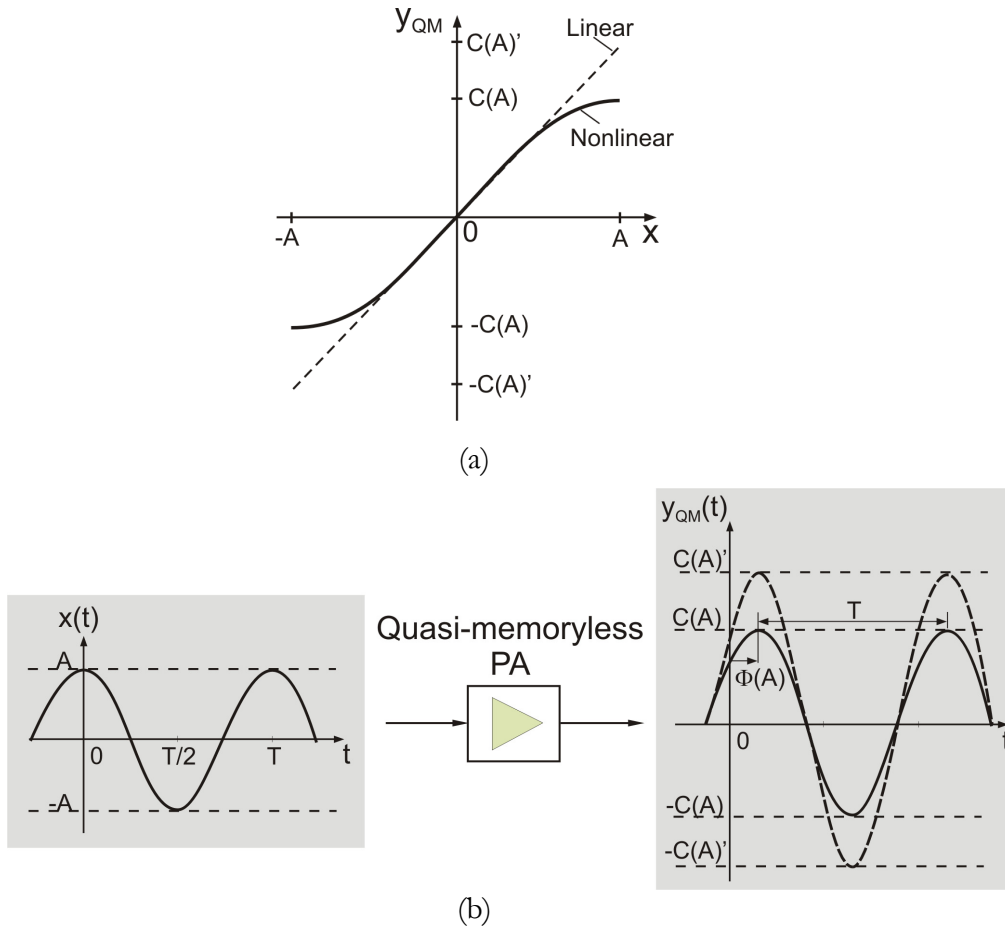 y_QM
C(A)'
Linear
C(A)
Nonlinear
-A
0
A
x
-C(A)
-C(A)'
(a)
y_QM(t)
C(A)'
x(t)
C(A)
T
Quasi-memoryless
PA
A
Φ(A)
0
T/2
T
t
0
t
-A
-C(A)
-C(A)'
(b)